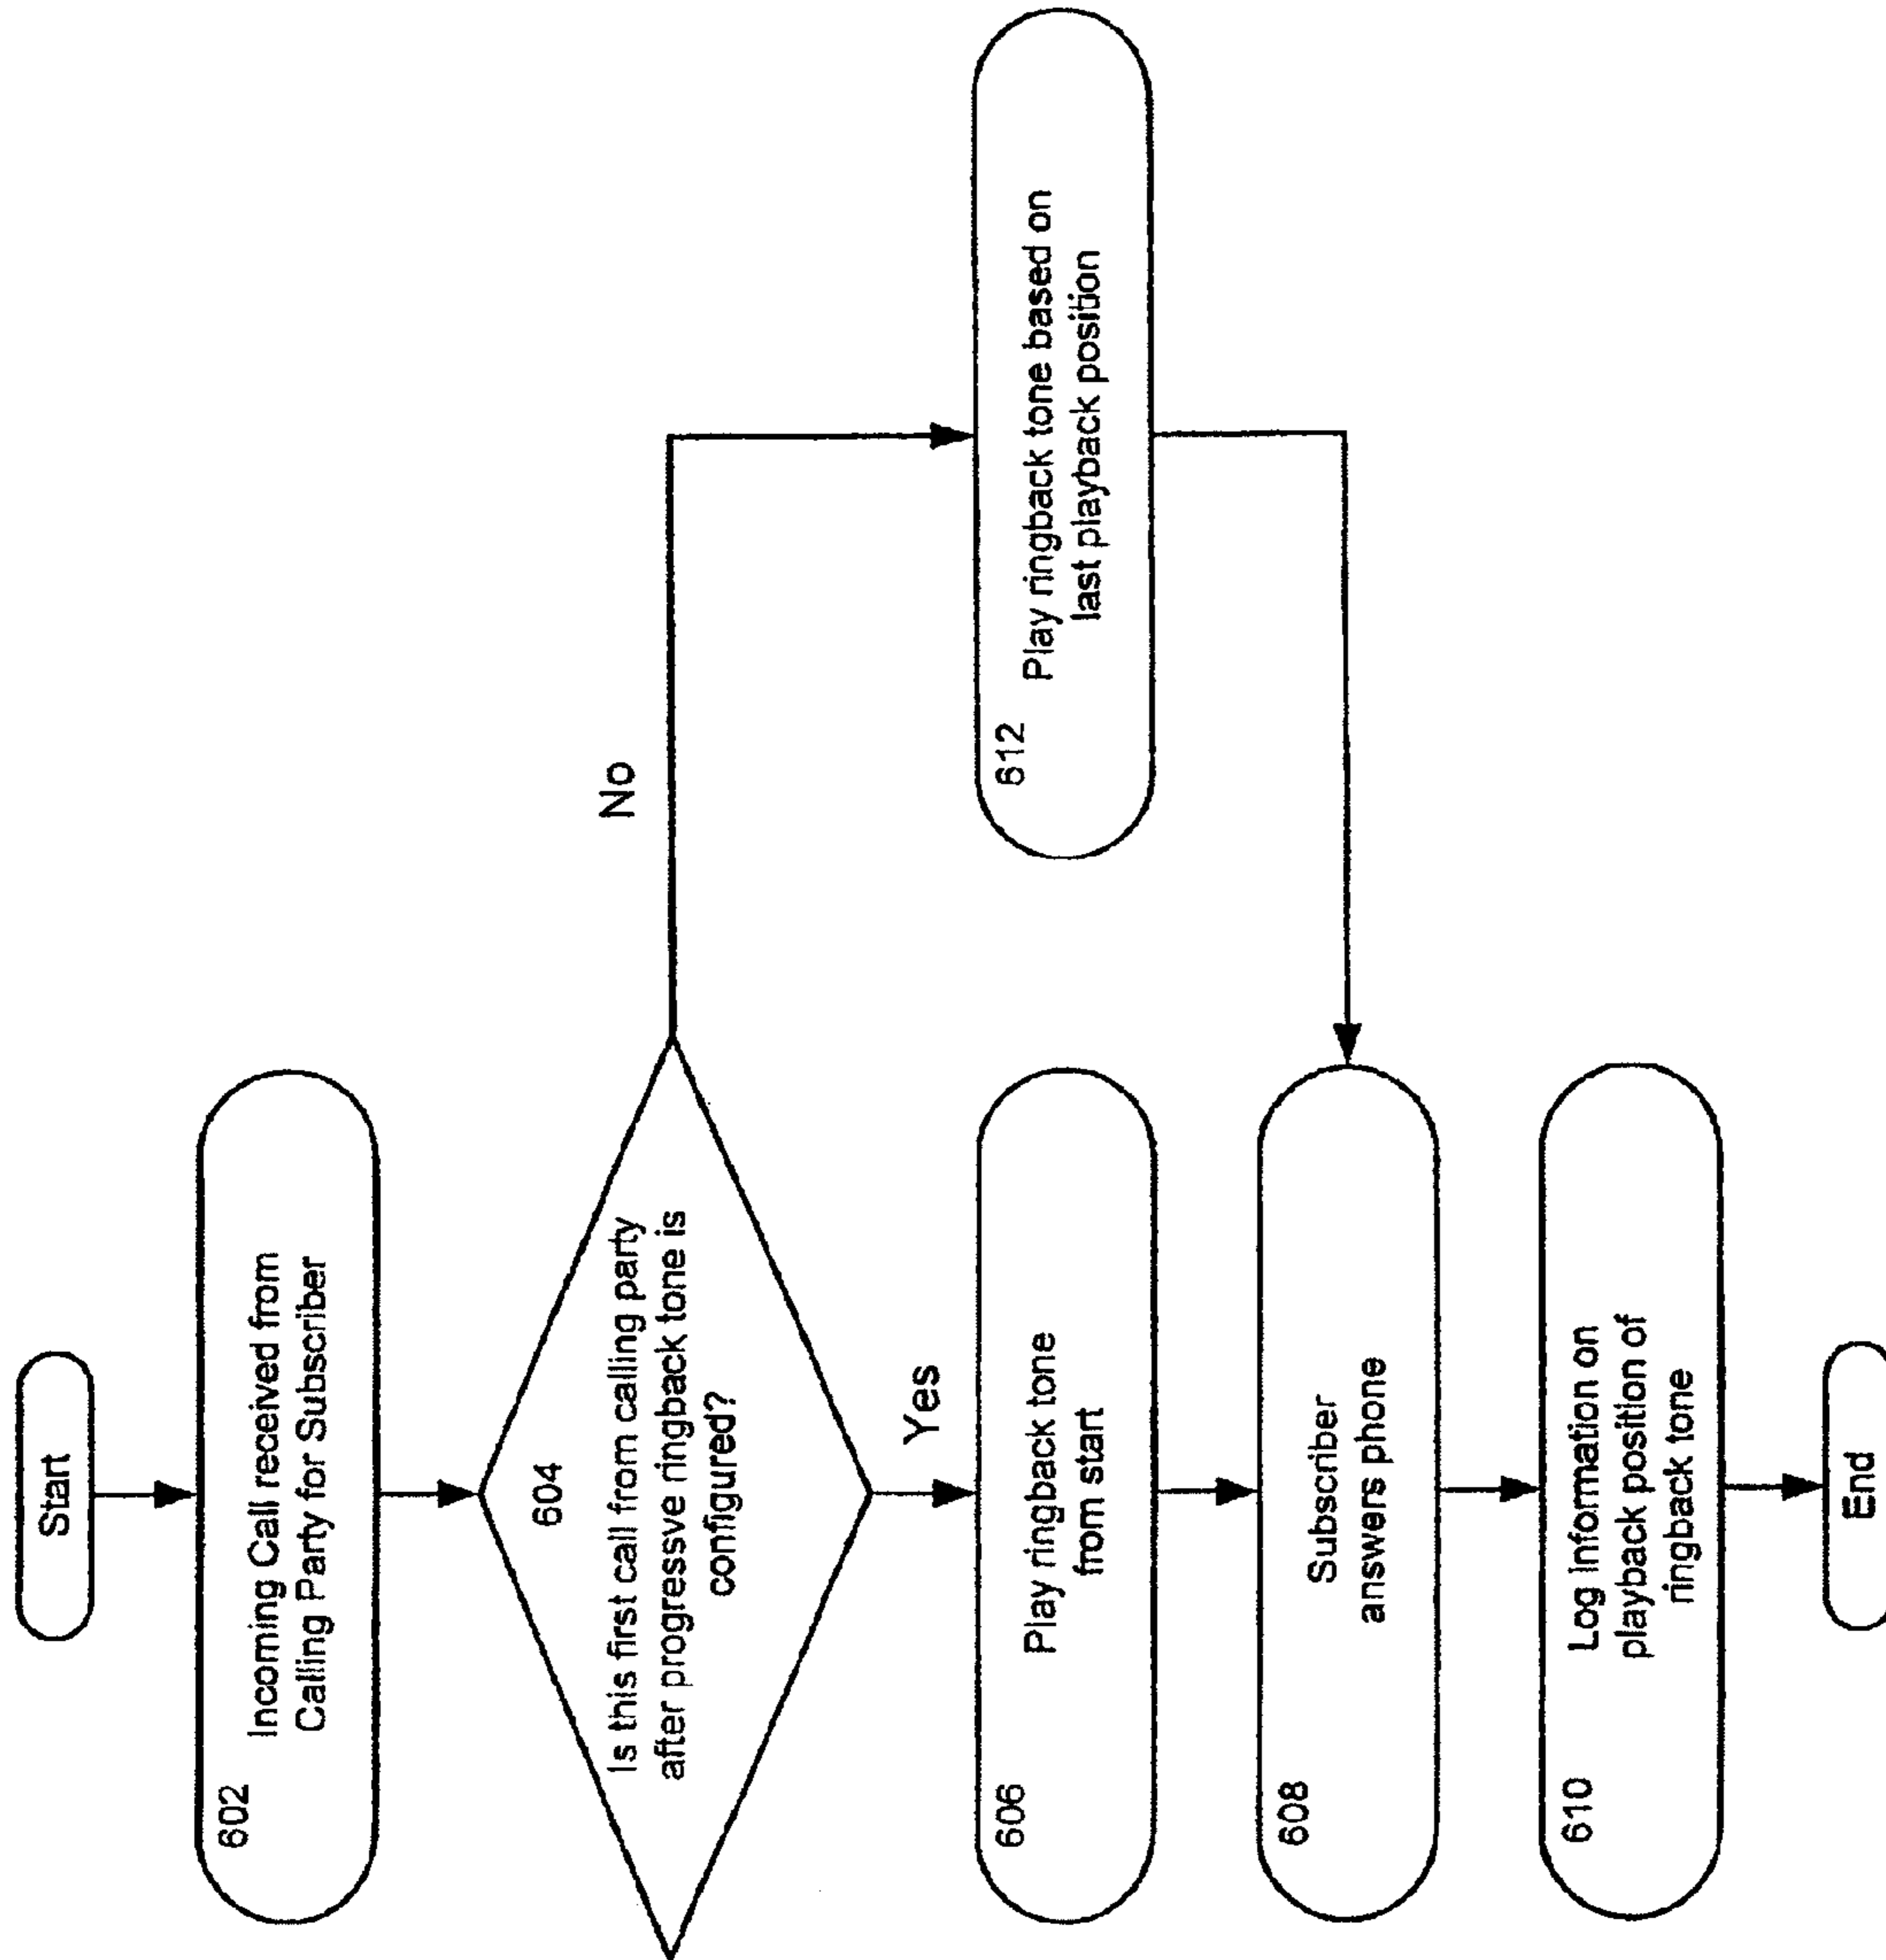 Start
602
Incoming Call received from
Calling Party for Subscriber
604
Is this first call from calling party
after progressve ringback tone is
configured?
No
Yes
606
Play ringback tone
from start
612
Play ringback tone based on
last playback position
608
Subscriber
answers phone
610
Log Information on
playback position of
ringback tone
End